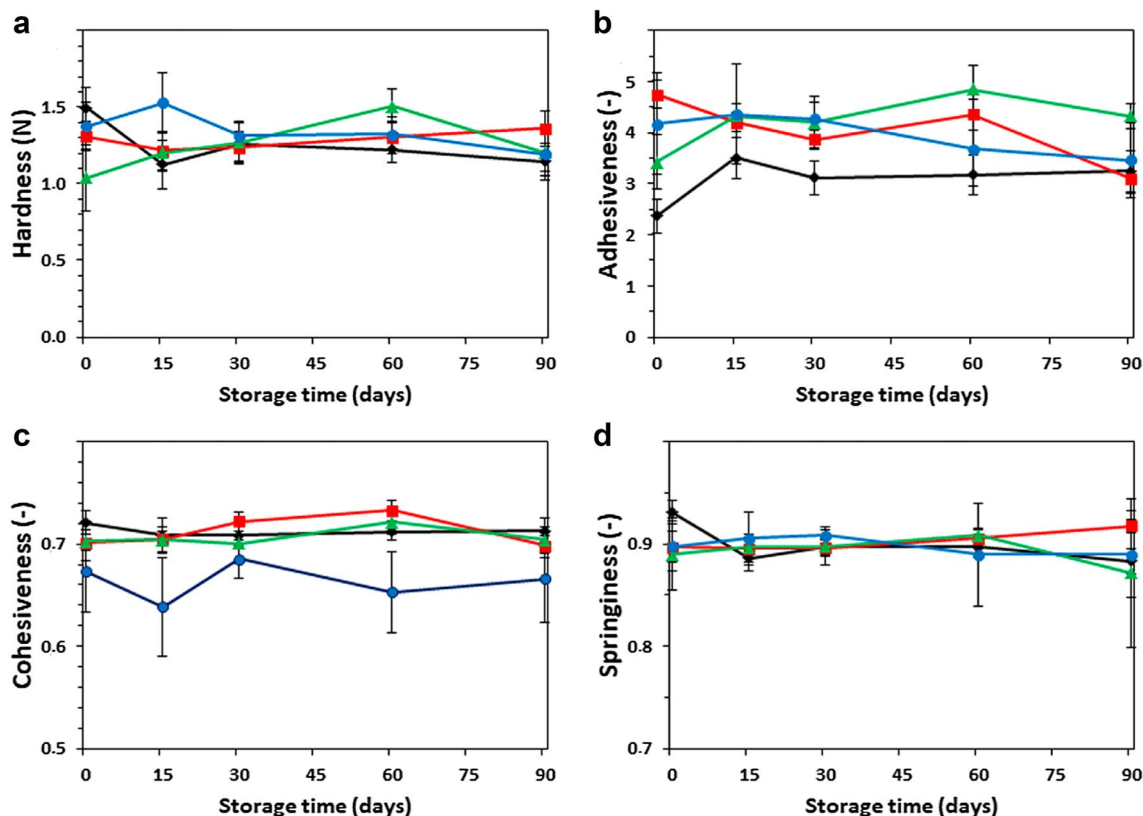 a
Hardness (N)
1.5
1.0
0.5
0.0
0 15 30 45 60 75 90
Storage time (days)
b
Adhesiveness (-)
5
4
3
2
1
0
0 15 30 45 60 75 90
Storage time (days)
c
Cohesiveness (-)
0.7
0.6
0.5
0 15 30 45 60 75 90
Storage time (days)
d
Springiness (-)
0.9
0.8
0.7
0 15 30 45 60 75 90
Storage time (days)